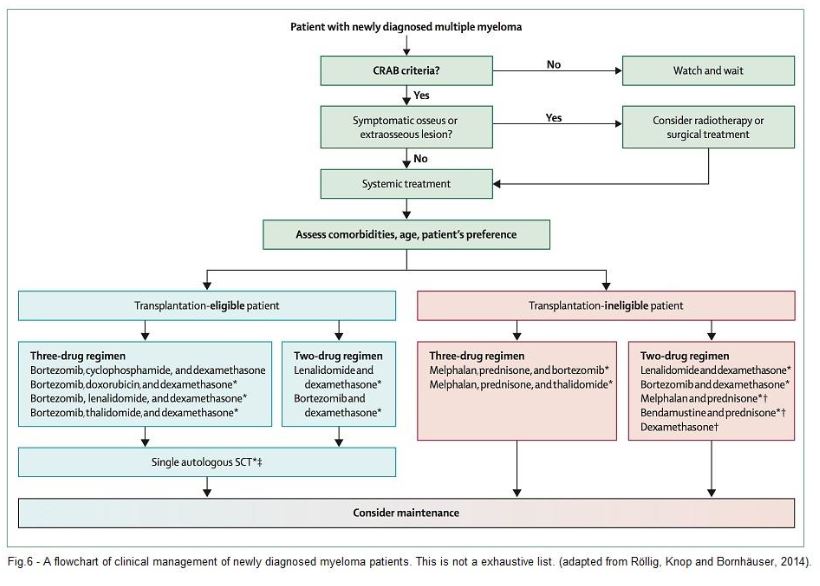 Patient with newly diagnosed multiple myeloma
CRAB criteria?
No
Watch and wait
Yes
Symptomatic osseus or
extraosseous lesion?
Yes
Consider radiotherapy or
surgical treatment
No
Systemic treatment
Assess comorbidities, age, patient's preference
Transplantation-eligible patient
Transplantation-ineligible patient
Three-drug regimen
Bortezomib, cyclophosphamide, and dexamethasone
Bortezomib, doxorubicin, and dexamethasone*
Bortezomib, lenalidomide, and dexamethasone*
Bortezomib, thalidomide, and dexamethasone*
Two-drug regimen
Lenalidomide and
dexamethasone*
Bortezomib and
dexamethasone*
Three-drug regimen
Melphalan, prednisone, and bortezomib*
Melphalan, prednisone, and thalidomide*
Two-drug regimen
Lenalidomide and dexamethasone*
Bortezomib and dexamethasone*
Melphalan and prednisone*†
Bendamustine and prednisone*†
Dexamethasone†
Single autologous SCT*‡
Consider maintenance
Fig.6 - A flowchart of clinical management of newly diagnosed myeloma patients. This is not a exhaustive list. (adapted from Röllig, Knop and Bornhäuser, 2014).